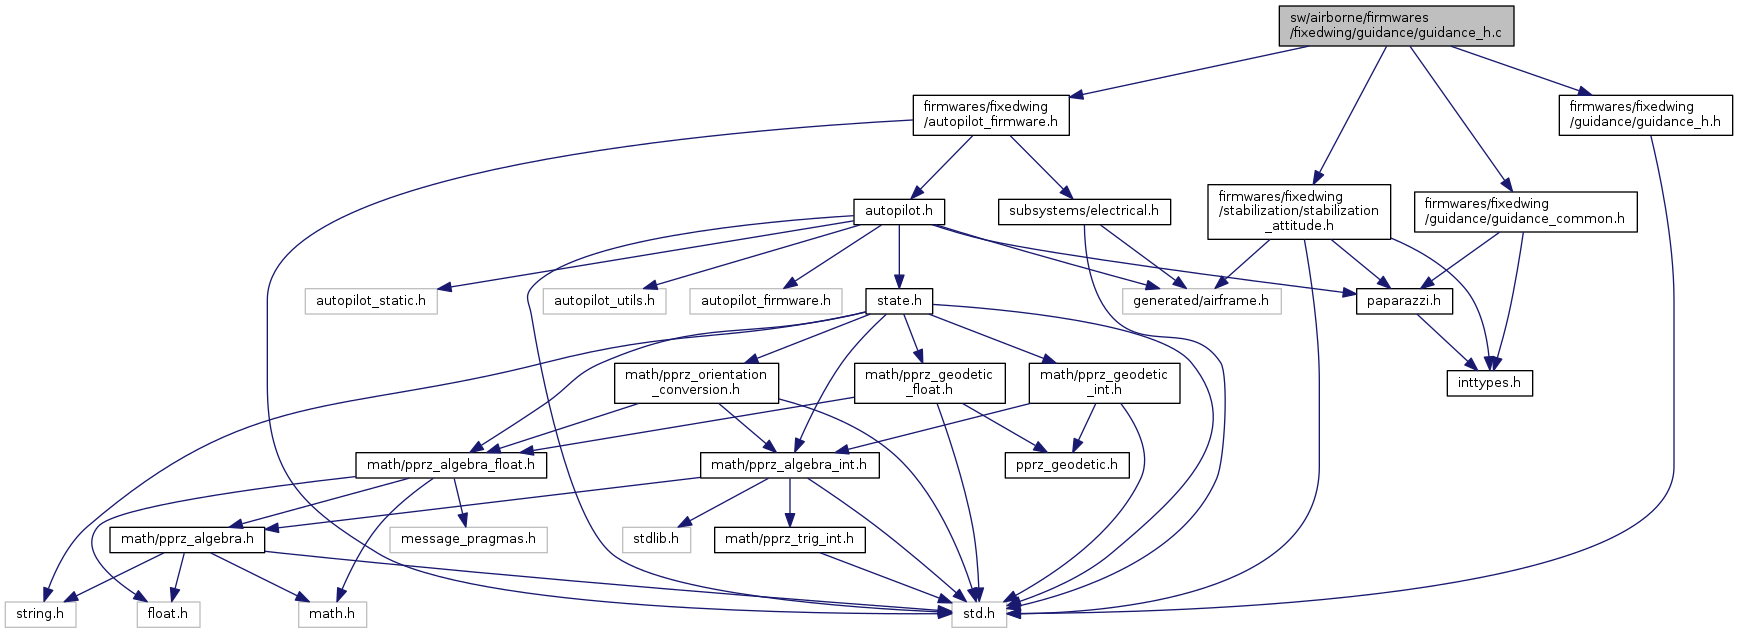 sw/airborne/firmwares
/fixedwing/guidance/guidance_h.c
firmwares/fixedwing
/autopilot_firmware.h
firmwares/fixedwing
/guidance/guidance_h.h
autopilot.h
subsystems/electrical.h
firmwares/fixedwing
/stabilization/stabilization
_attitude.h
firmwares/fixedwing
/guidance/guidance_common.h
autopilot_static.h
autopilot_utils.h
autopilot_firmware.h
state.h
generated/airframe.h
paparazzi.h
math/pprz_orientation
_conversion.h
math/pprz_geodetic
_float.h
math/pprz_geodetic
_int.h
inttypes.h
math/pprz_algebra_float.h
math/pprz_algebra_int.h
pprz_geodetic.h
math/pprz_algebra.h
message_pragmas.h
stdlib.h
math/pprz_trig_int.h
string.h
float.h
math.h
std.h